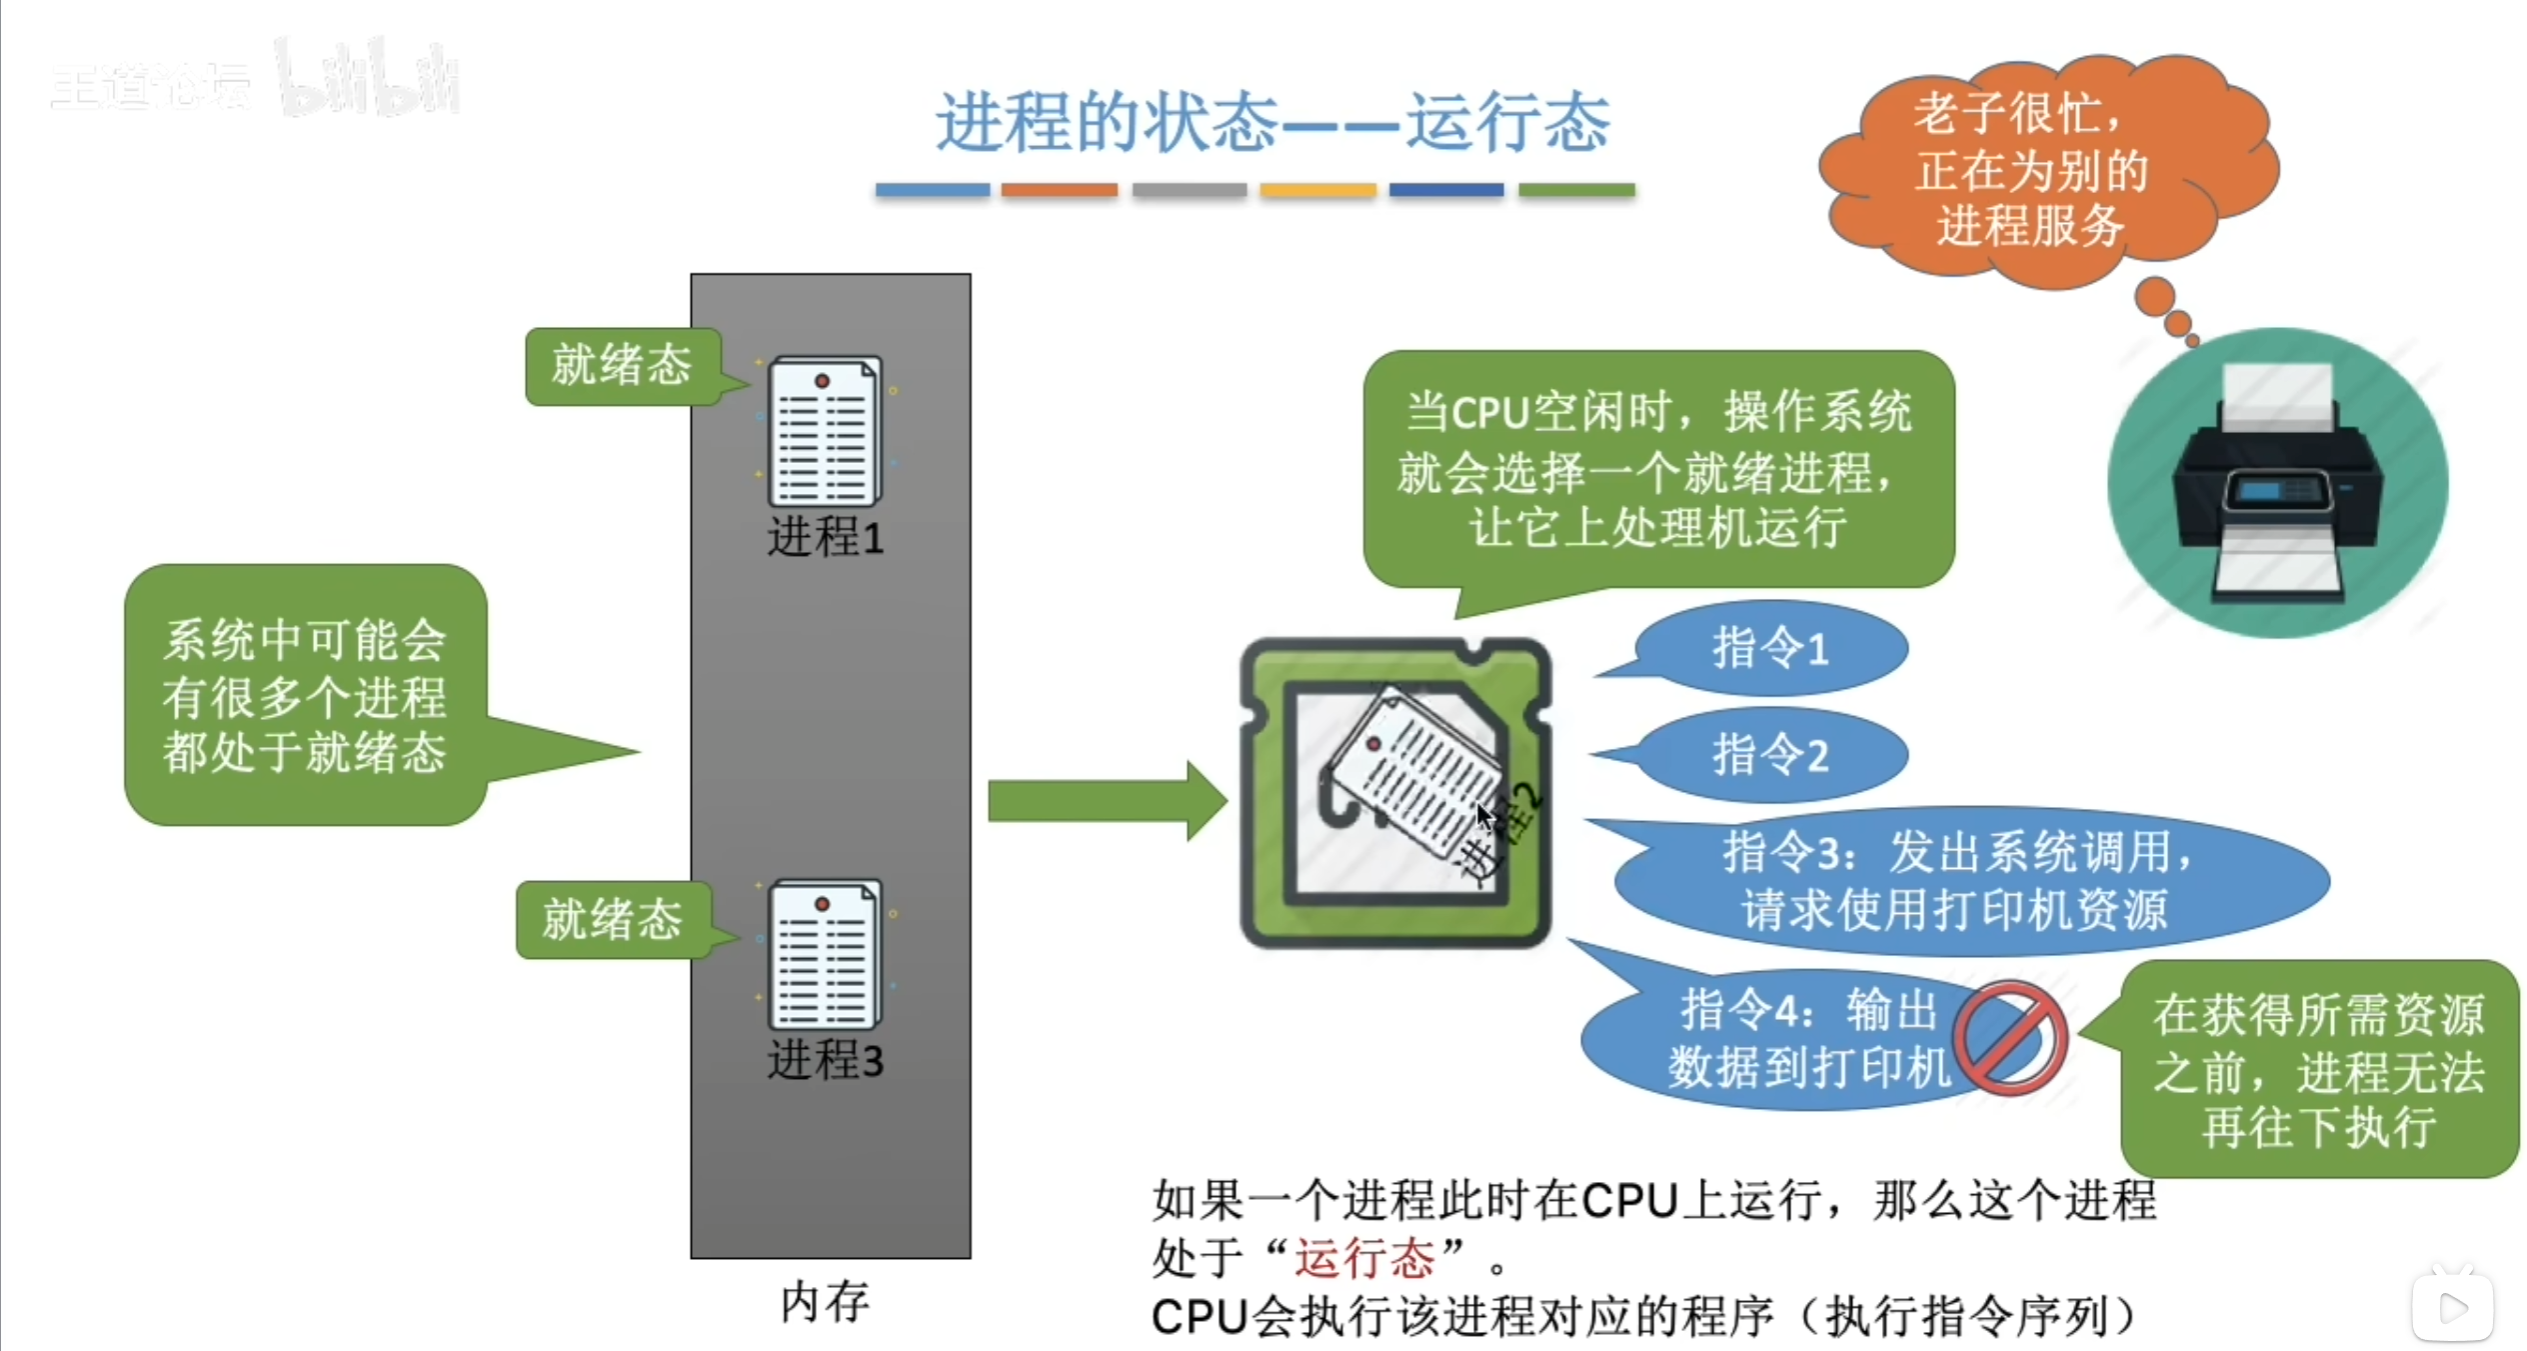 王道论坛 bilibili
进程的状态——运行态
老子很忙，
正在为别的
进程服务
就绪态
进程1
系统中可能会
有很多个进程
都处于就绪态
就绪态
进程3
内存
当CPU空闲时，操作系统
就会选择一个就绪进程，
让它上处理机运行
进程2
指令1
指令2
指令3：发出系统调用，
请求使用打印机资源
指令4：输出
数据到打印机
在获得所需资源
之前，进程无法
再往下执行
如果一个进程此时在CPU上运行，那么这个进程
处于“运行态”。
CPU会执行该进程对应的程序（执行指令序列）